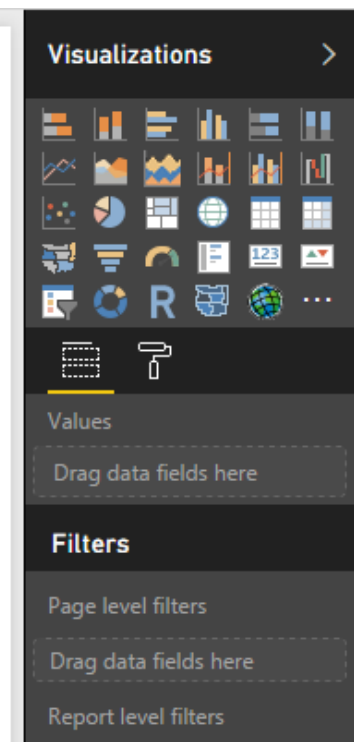 Visualizations
123
R
Values
Drag data fields here
Filters
Page level filters
Drag data fields here
Report level filters